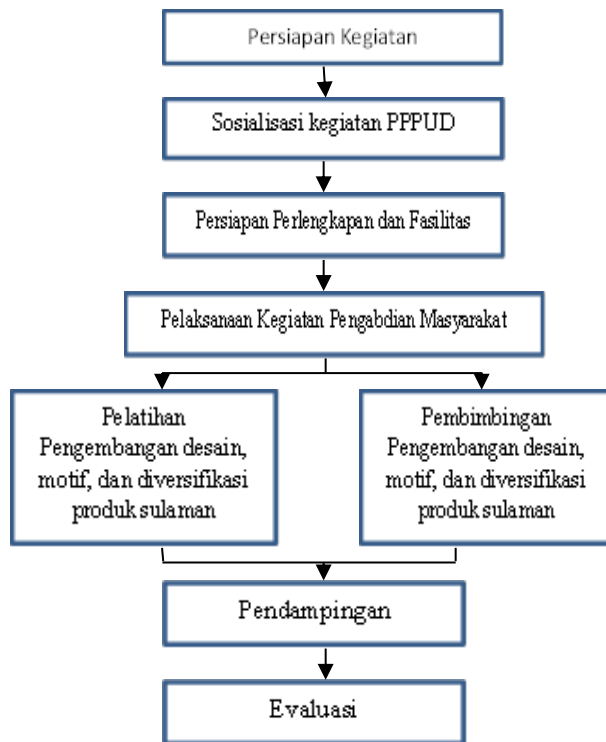 Persiapan Kegiatan
Sosialisasi kegiatan PPPUD
Persiapan Perlengkapan dan Fasilitas
Pelaksanaan Kegiatan Pengabdian Masyarakat
Pelatihan
Pengembangan desain,
motif, dan diversifikasi
produk sulaman
Pembimbingan
Pengembangan desain,
motif, dan diversifikasi
produk sulaman
Pendampingan
Evaluasi